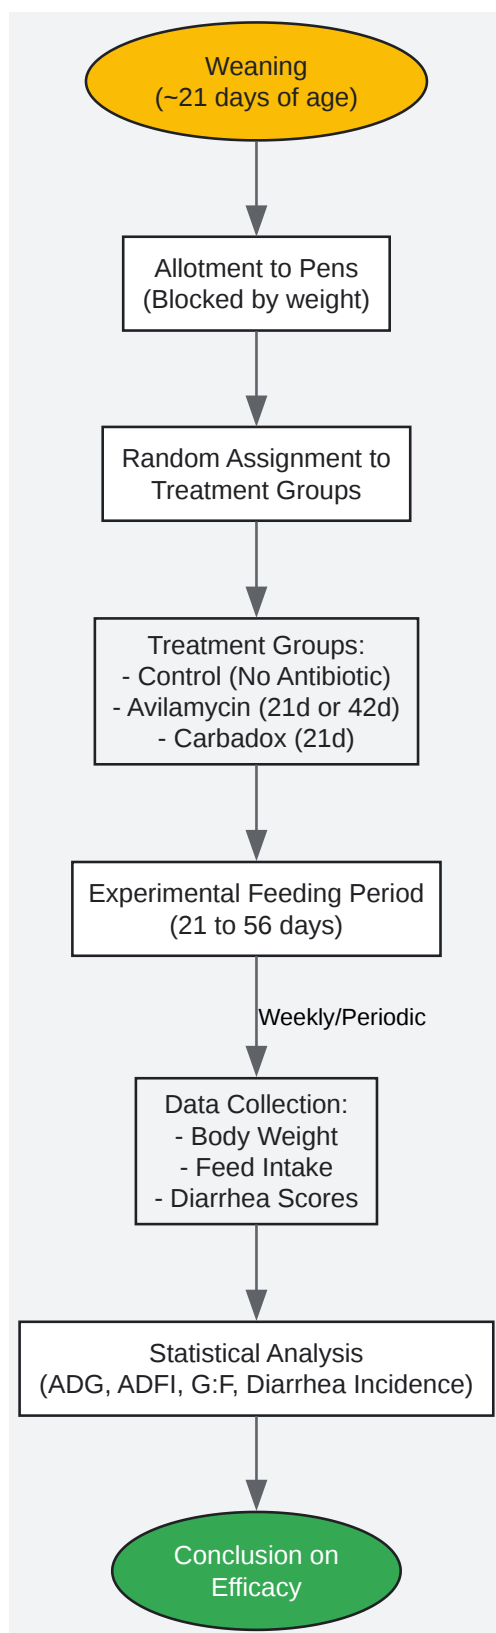 Weaning
(~21 days of age)
Allotment to Pens
(Blocked by weight)
Random Assignment to
Treatment Groups
Treatment Groups:
- Control (No Antibiotic)
- Avilamycin (21d or 42d)
- Carbadox (21d)
Experimental Feeding Period
(21 to 56 days)
Weekly/Periodic
Data Collection:
- Body Weight
- Feed Intake
- Diarrhea Scores
Statistical Analysis
(ADG, ADFI, G:F, Diarrhea Incidence)
Conclusion on
Efficacy